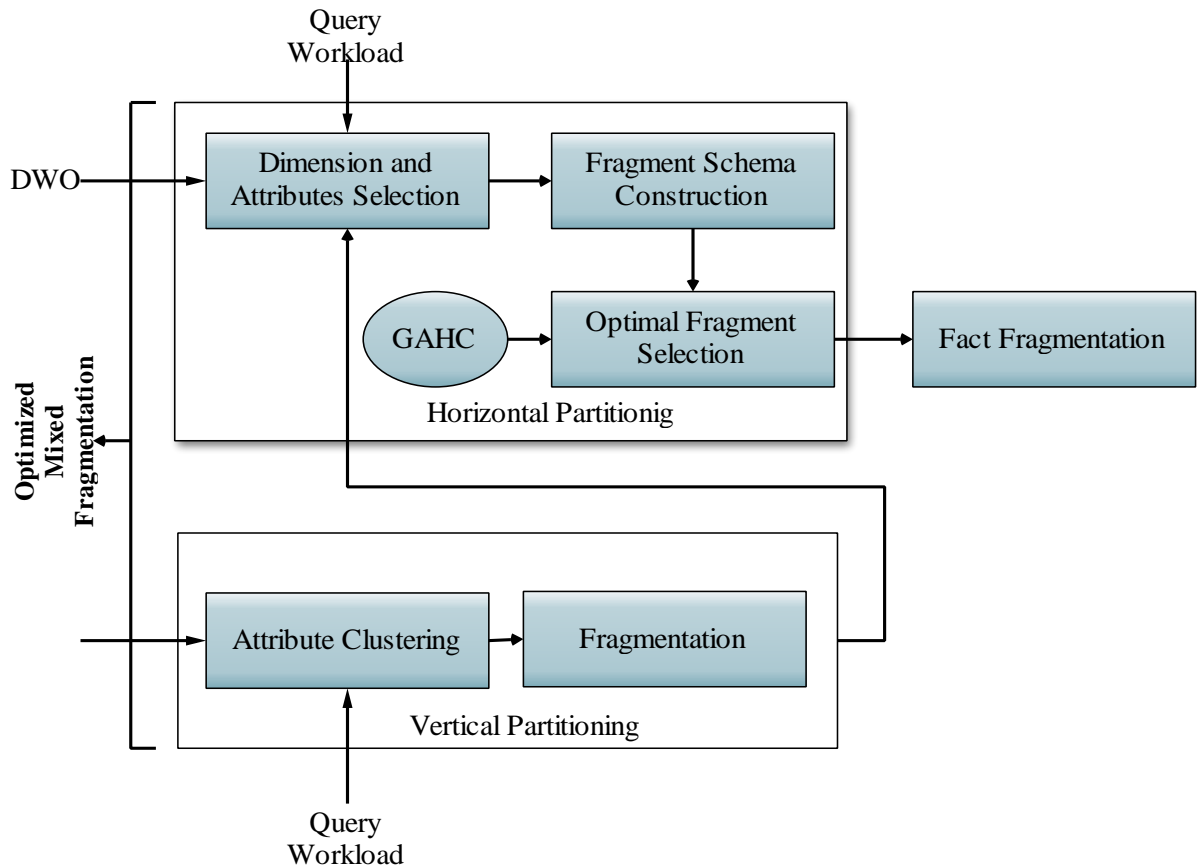 Query
Workload
DWO
Dimension and
Attributes Selection
Fragment Schema
Construction
GAHC
Optimal Fragment
Selection
Fact Fragmentation
Horizontal Partitionig
Optimized
Mixed
Fragmentation
Attribute Clustering
Fragmentation
Vertical Partitioning
Query
Workload